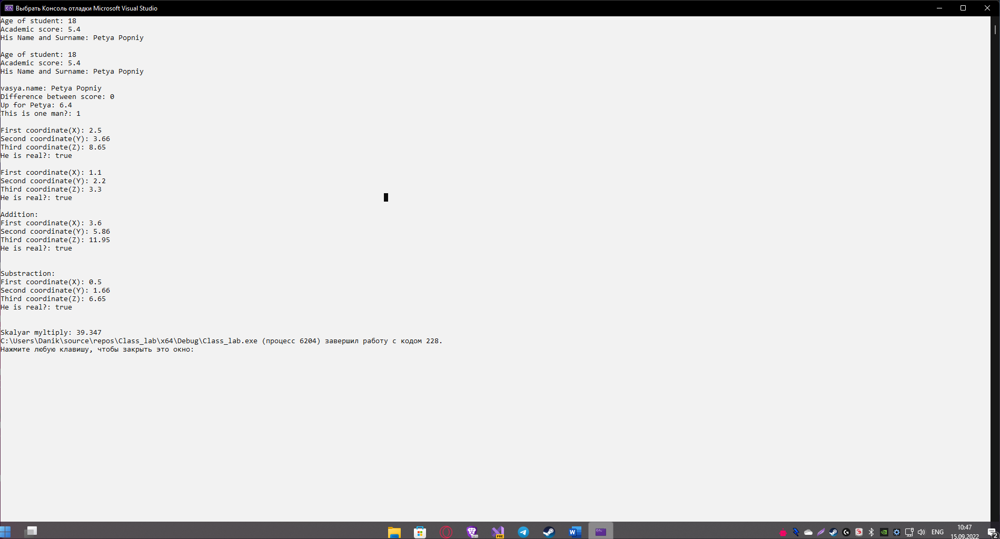 Выбрать Консоль отладки Microsoft Visual Studio
Age of student: 18
Academic score: 5.4
His Name and Surname: Petya Popniy
Age of student: 18
Academic score: 5.4
His Name and Surname: Petya Popniy
vasya.name: Petya Popniy
Difference between score: 0
Up for Petya: 6.4
This is one man?: 1
First coordinate(X): 2.5
Second coordinate(Y): 3.66
Third coordinate(Z): 8.65
He is real?: true
First coordinate(X): 1.1
Second coordinate(Y): 2.2
Third coordinate(Z): 3.3
He is real?: true
Addition:
First coordinate(X): 3.6
Second coordinate(Y): 5.86
Third coordinate(Z): 11.95
He is real?: true
Substraction:
First coordinate(X): 0.5
Second coordinate(Y): 1.66
Third coordinate(Z): 6.65
He is real?: true
Skalyar myltiply: 39.347
C:\Users\Danik\source\repos\Class_lab\x64\Debug\Class_lab.exe (процесс 6204) завершил работу с кодом 228.
Нажмите любую клавишу, чтобы закрыть это окно:
PRE
W
ENG
10:47
15.09.2022
2